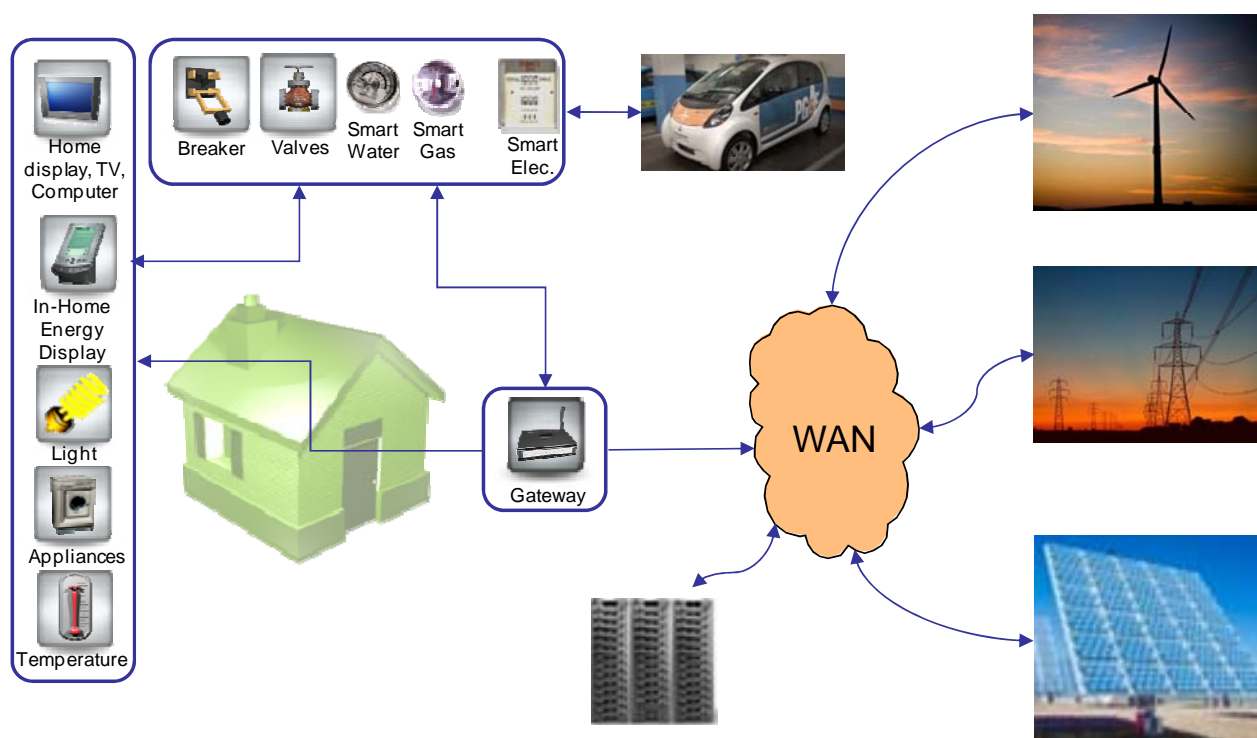 Home
display, TV,
Computer
In-Home
Energy
Display
Light
Appliances
Temperature
Breaker
Valves
Smart
Water
Smart
Gas
Smart
Elec.
Gateway
WAN